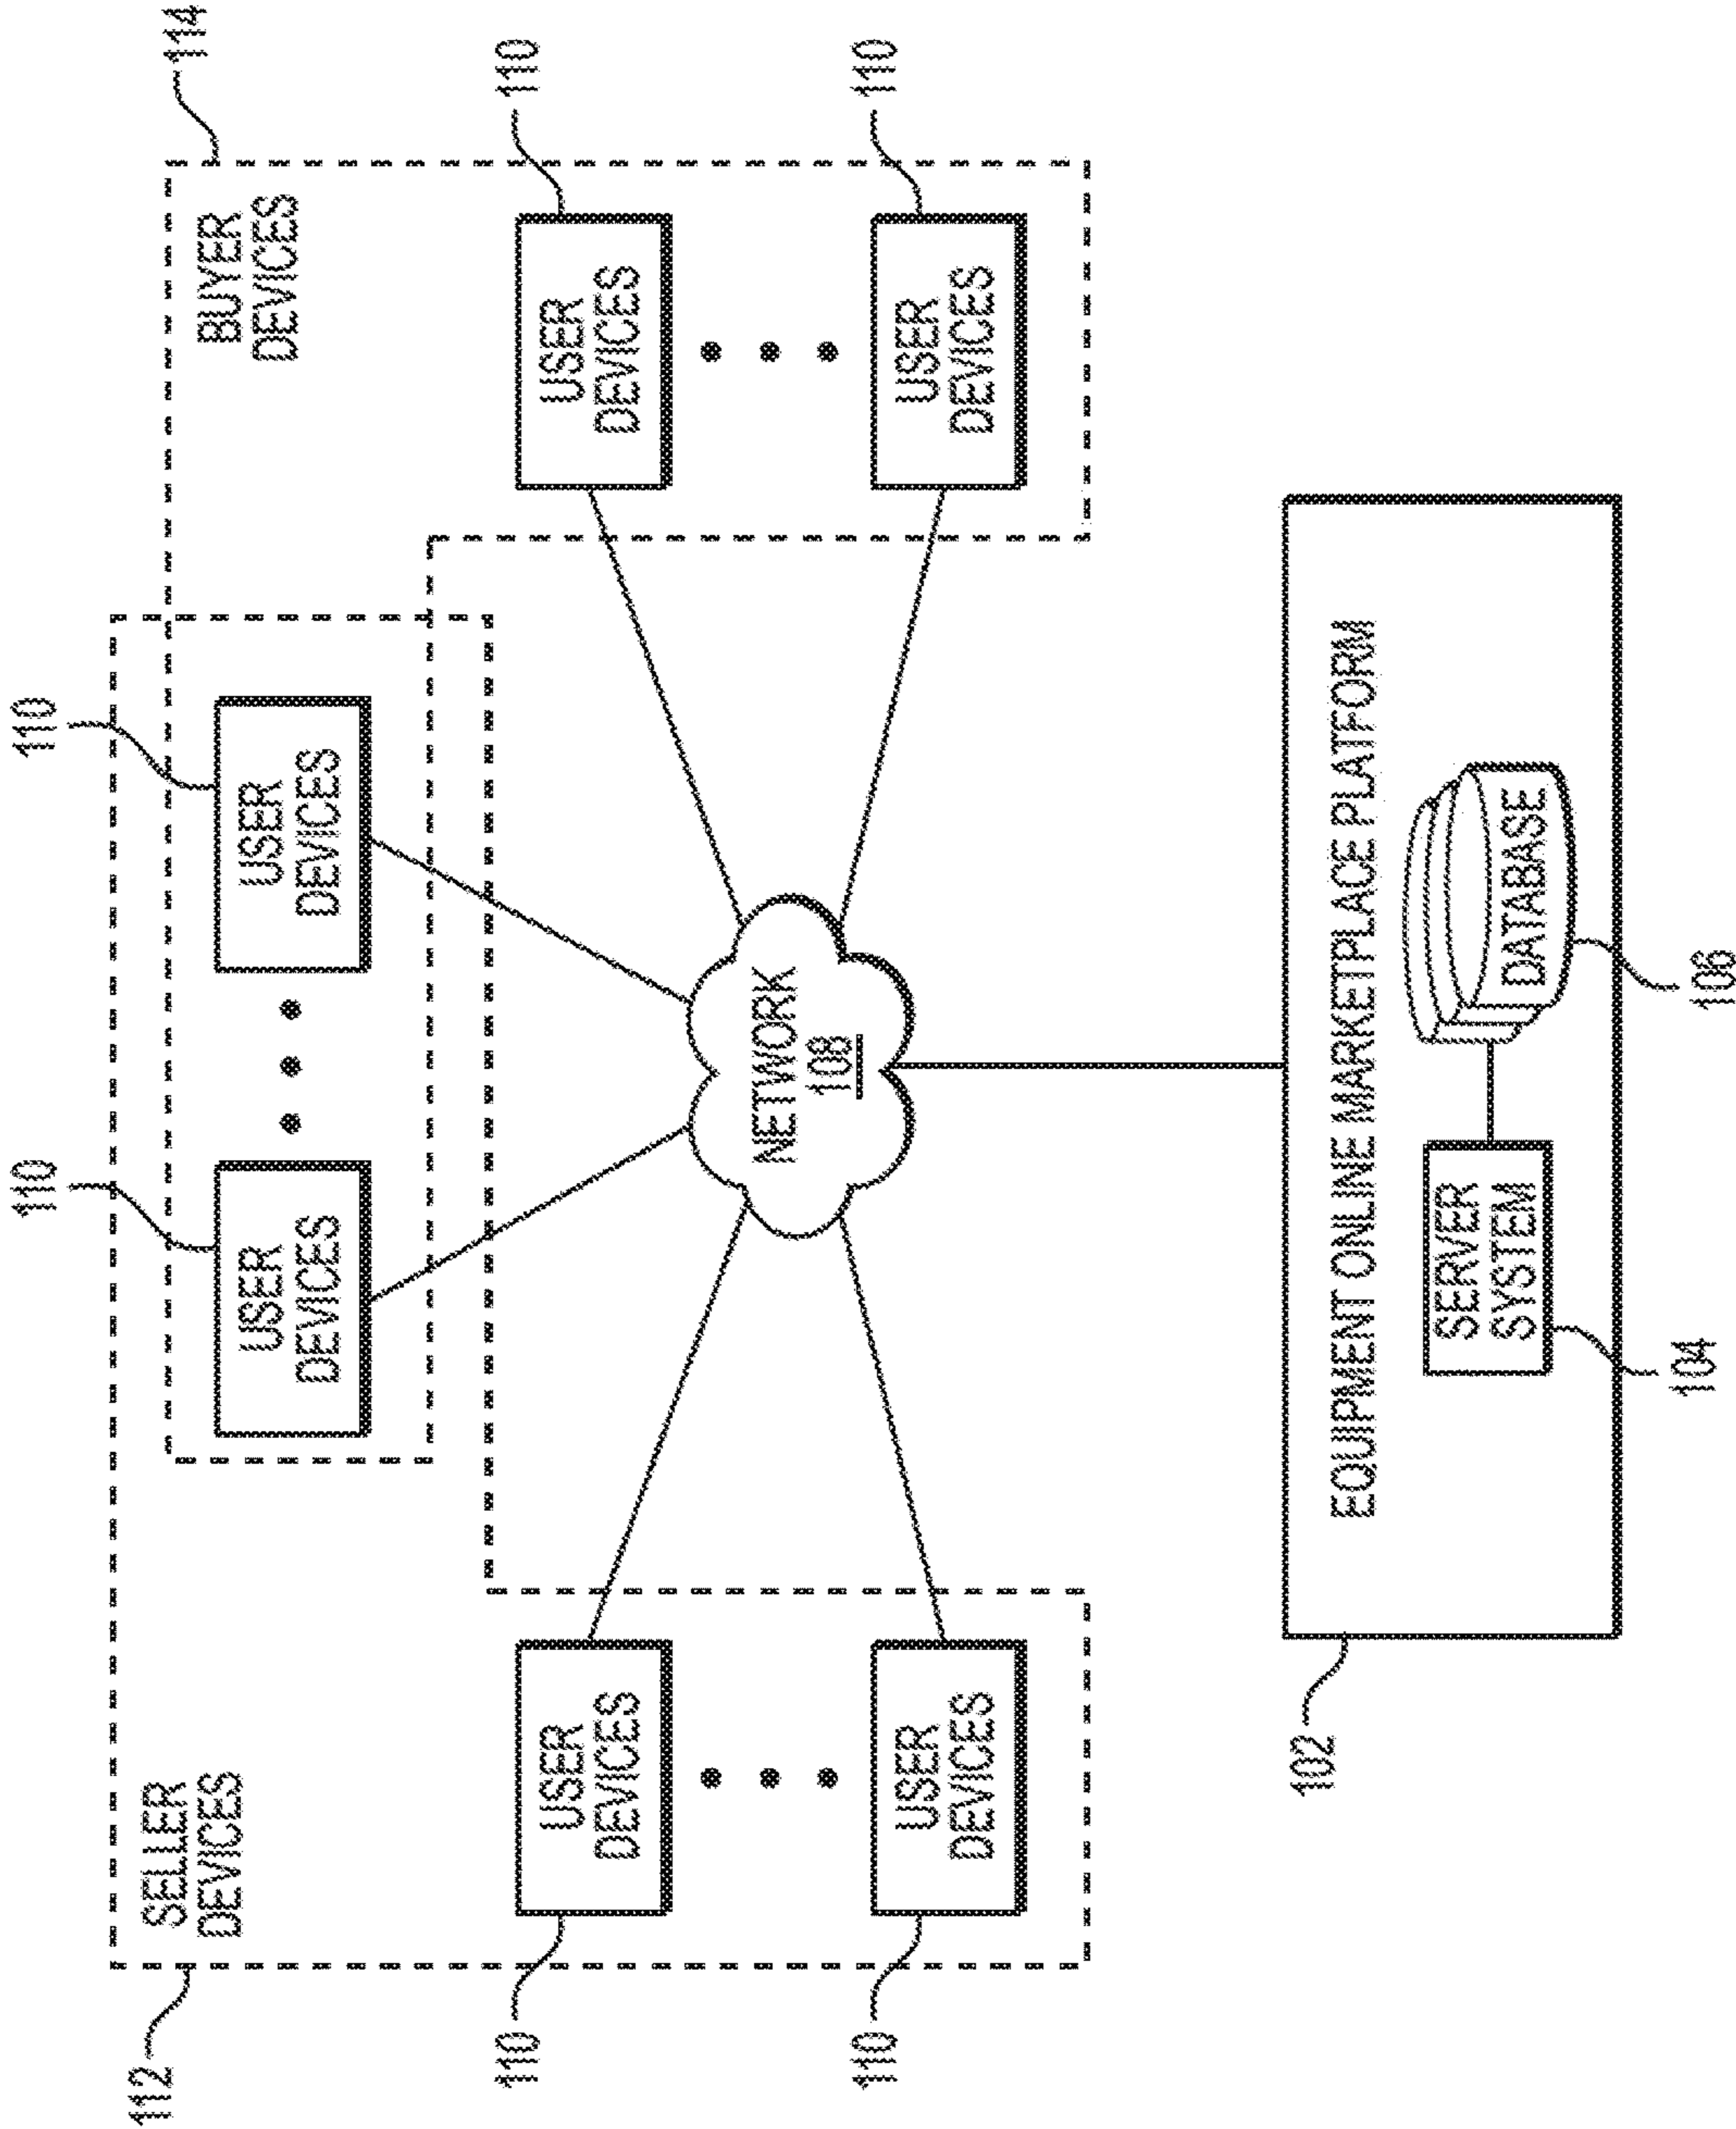 110
110
112
SELLER
DEVICES
BUYER
DEVICES
114
USER
DEVICES
USER
DEVICES
110
USER
DEVICES
USER
DEVICES
110
NETWORK
108
110
USER
DEVICES
USER
DEVICES
110
102
EQUIPMENT ONLINE MARKETPLACE PLATFORM
SERVER
SYSTEM
DATABASE
104
106